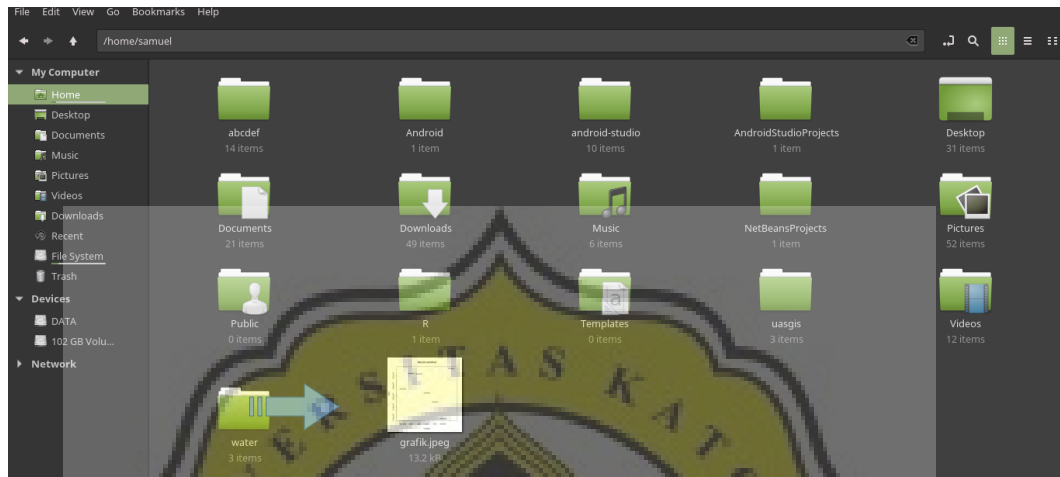 File Edit View Go Bookmarks Help
/home/samuel
My Computer
Home
Desktop
Documents
Music
Pictures
Videos
Downloads
Recent
File System
Trash
Devices
DATA
102 GB Volu...
Network
abcdef Android android-studio AndroidStudioProjects Desktop
14 items 1 item 10 items 1 item 31 items
Documents Downloads Music NetBeansProjects Pictures
21 items 49 items 6 items 1 item 52 items
Public R Templates uasgis Videos
0 items 1 item 0 items 3 items 12 items
water grafik.jpeg
3 items 13.2 kB
TAS KAT